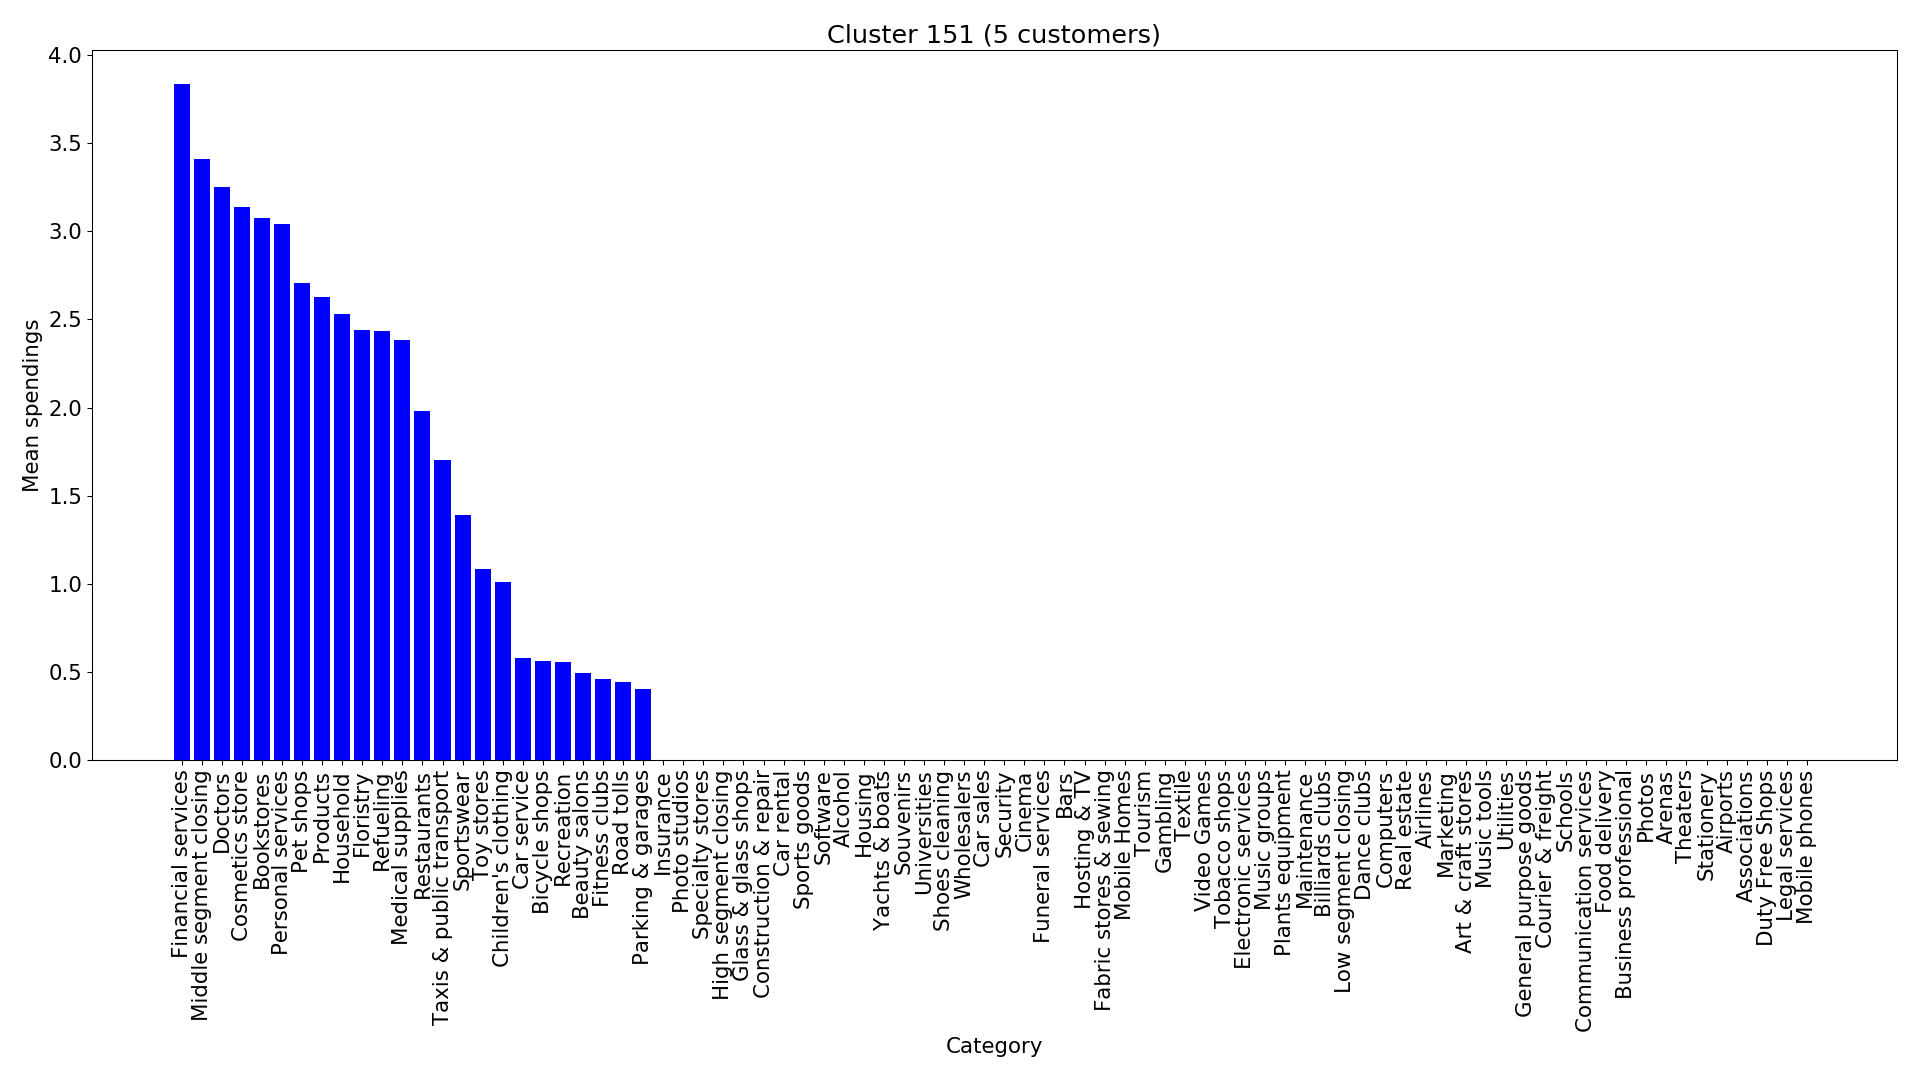 Cluster 151 (5 customers)
4.0
3.5
3.0
2.5
2.0
1.5
1.0
0.5
0.0
Mean spendings
Financial services
Middle segment closing
Doctors
Cosmetics store
Bookstores
Personal services
Pet shops
Products
Household
Floristry
Refueling
Medical supplies
Restaurants
Taxis & public transport
Sportswear
Toy stores
Children's clothing
Car service
Bicycle shops
Recreation
Beauty salons
Fitness clubs
Road tolls
Parking & garages
Insurance
Photo studios
Specialty stores
High segment closing
Glass & glass shops
Construction & repair
Car rental
Sports goods
Software
Alcohol
Housing
Yachts & boats
Souvenirs
Universities
Shoes cleaning
Wholesalers
Car sales
Security
Cinema
Funeral services
Bars
Hosting & TV
Fabric stores & sewing
Mobile Homes
Tourism
Gambling
Textile
Video Games
Tobacco shops
Electronic services
Music groups
Plants equipment
Maintenance
Billiards clubs
Low segment closing
Dance clubs
Computers
Real estate
Airlines
Marketing
Art & craft stores
Music tools
Utilities
General purpose goods
Courier & freight
Schools
Communication services
Food delivery
Business professional
Photos
Arenas
Theaters
Stationery
Airports
Associations
Duty Free Shops
Legal services
Mobile phones
Category